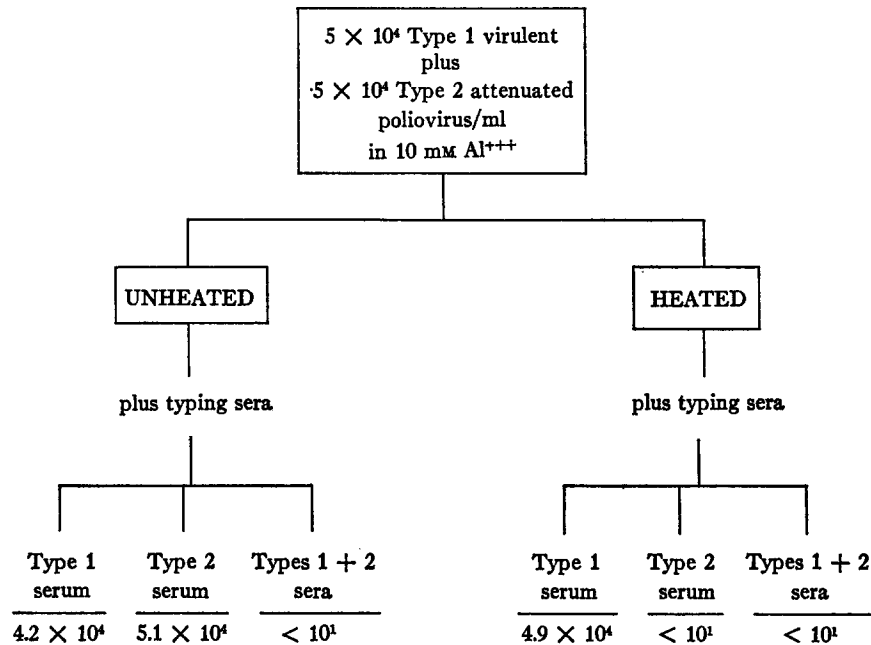 5 × 10⁴ Type 1 virulent
plus
·5 × 10⁴ Type 2 attenuated
poliovirus/ml
in 10 mM Al⁺⁺⁺
UNHEATED
HEATED
plus typing sera
plus typing sera
Type 1 serum
4.2 × 10⁴
Type 2 serum
5.1 × 10⁴
Types 1 + 2 sera
< 10¹
Type 1 serum
4.9 × 10⁴
Type 2 serum
< 10¹
Types 1 + 2 sera
< 10¹